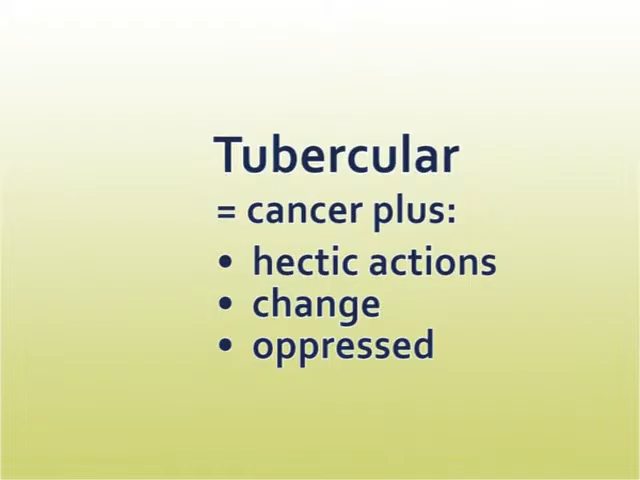 Tubercular
= cancer plus:
• hectic actions
• change
• oppressed